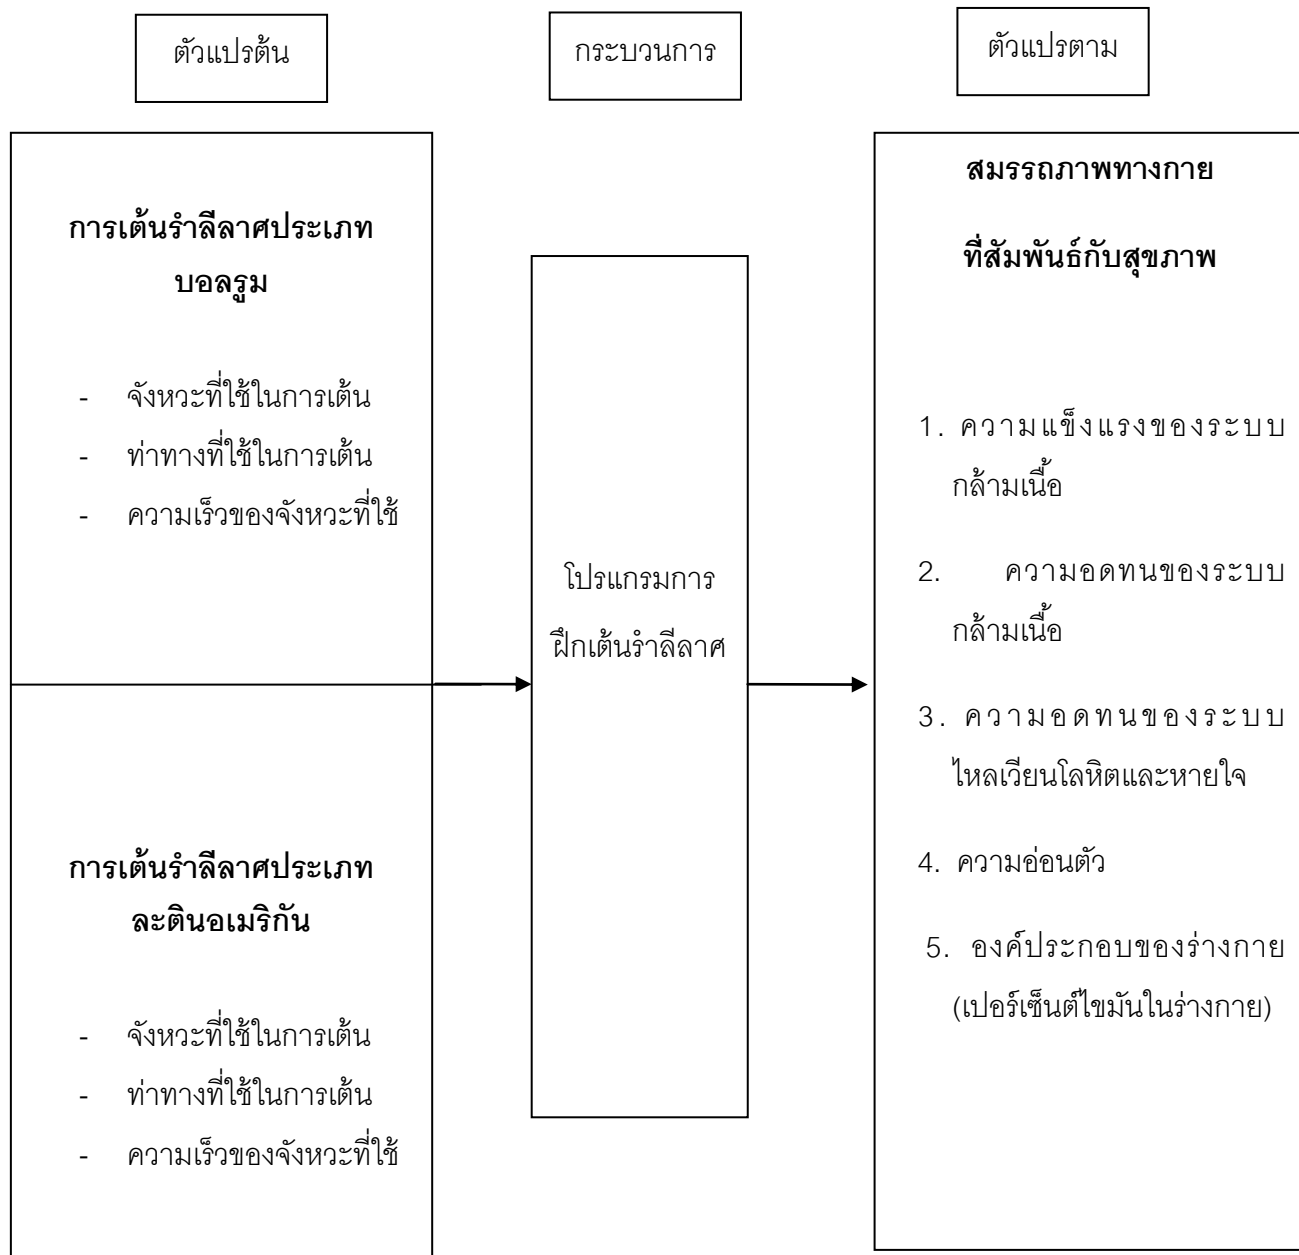 ตัวแปรต้น
กระบวนการ
ตัวแปรตาม
การเต้นรำลีลาศประเภท
บอลรูม
- จังหวะที่ใช้ในการเต้น
- ท่าทางที่ใช้ในการเต้น
- ความเร็วของจังหวะที่ใช้
การเต้นรำลีลาศประเภท
ละตินอเมริกัน
- จังหวะที่ใช้ในการเต้น
- ท่าทางที่ใช้ในการเต้น
- ความเร็วของจังหวะที่ใช้
โปรแกรมการ
ฝึกเต้นรำลีลาศ
สมรรถภาพทางกาย
ที่สัมพันธ์กับสุขภาพ
1. ความแข็งแรงของระบบ
กล้ามเนื้อ
2. ความอดทนของระบบ
กล้ามเนื้อ
3. ความอดทนของระบบ
ไหลเวียนโลหิตและหายใจ
4. ความอ่อนตัว
5. องค์ประกอบของร่างกาย
(เปอร์เซ็นต์ไขมันในร่างกาย)